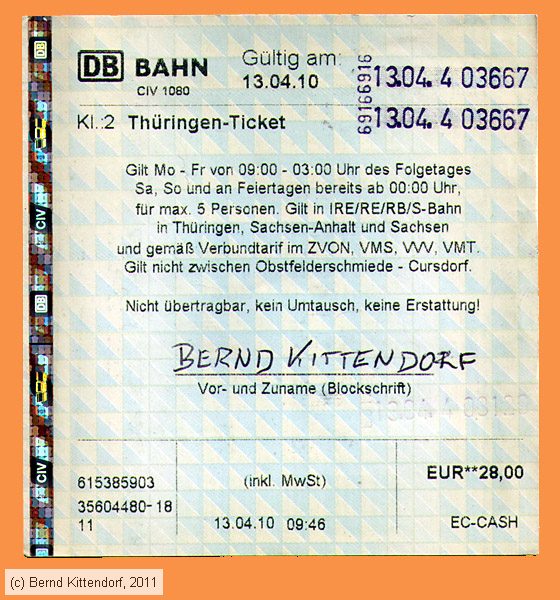 DB BAHN
CIV 1080
Gültig am:
13.04.10
69166916
13.04. 4 03667
13.04. 4 03667
Kl.:2 Thüringen-Ticket
Gilt Mo - Fr von 09:00 - 03:00 Uhr des Folgetages
Sa, So und an Feiertagen bereits ab 00:00 Uhr,
für max. 5 Personen. Gilt in IRE/RE/RB/S-Bahn
in Thüringen, Sachsen-Anhalt und Sachsen
und gemäß Verbundtarif im ZVON, VMS, VVV, VMT.
Gilt nicht zwischen Obstfelderschmiede - Cursdorf.
Nicht übertragbar, kein Umtausch, keine Erstattung!
BERND KITTENDORF
Vor- und Zuname (Blockschrift)
615385903
(inkl. MwSt)
EUR**28,00
35604480-18
11
13.04.10 09:46
EC-CASH
DB
CIV
DB
CIV
(c) Bernd Kittendorf, 2011